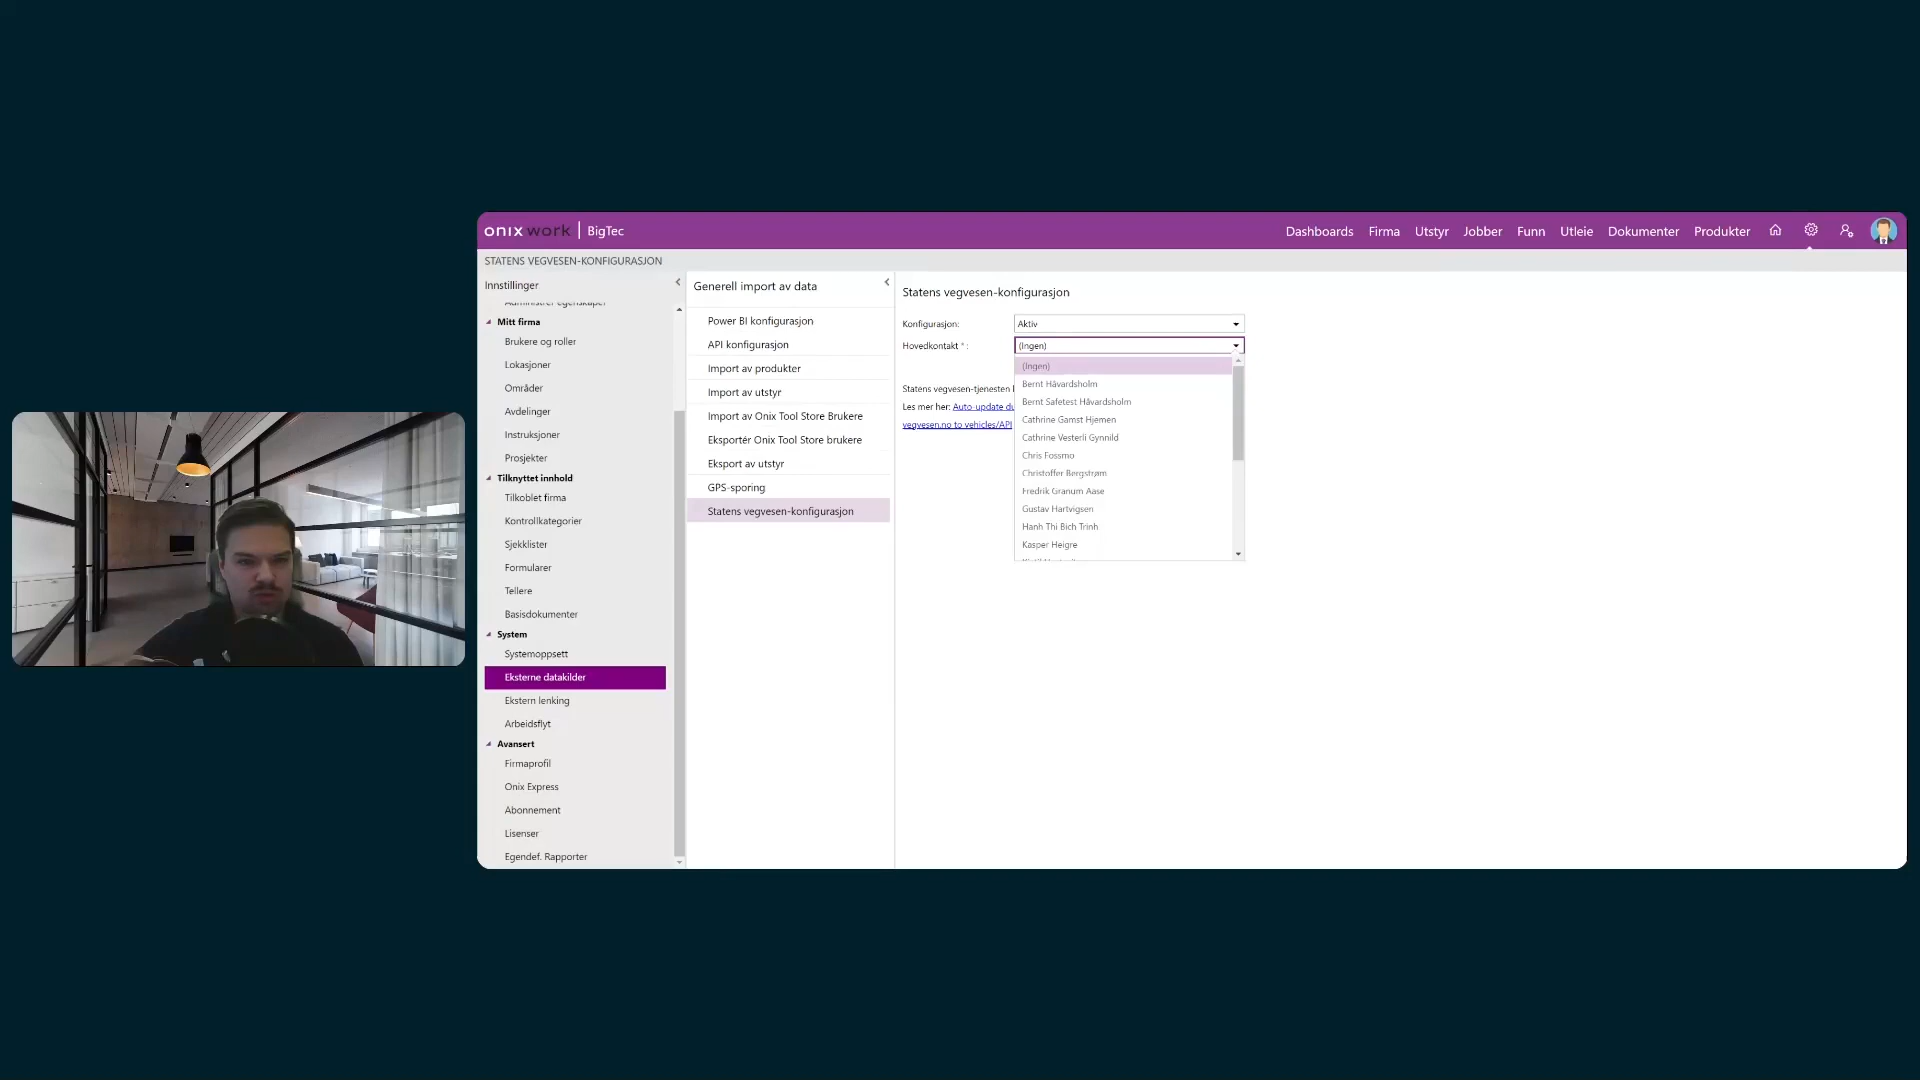 onix work | BigTec
Dashboards Firma Utstyr Jobber Funn Utleie Dokumenter Produkter
STATENS VEGVESEN-KONFIGURASJON
Innstillinger
Administrer egenskaper
Mitt firma
Brukere og roller
Lokasjoner
Områder
Avdelinger
Instruksjoner
Prosjekter
Tilknyttet innhold
Tilkoblet firma
Kontrollkategorier
Sjekklister
Formularer
Tellere
Basisdokumenter
System
Systemoppsett
Eksterne datakilder
Ekstern lenking
Arbeidsflyt
Avansert
Firmaprofil
Onix Express
Abonnement
Lisenser
Egendef. Rapporter
Generell import av data
Power BI konfigurasjon
API konfigurasjon
Import av produkter
Import av utstyr
Import av Onix Tool Store Brukere
Eksportér Onix Tool Store brukere
Eksport av utstyr
GPS-sporing
Statens vegvesen-konfigurasjon
Statens vegvesen-konfigurasjon
Konfigurasjon: Aktiv
Hovedkontakt * : (Ingen)
Statens vegvesen-tjenesten
Les mer her: Auto-update
vegvesen.no to vehicles/API
(Ingen)
Bernt Håvardsholm
Bernt Safetest Håvardsholm
Cathrine Gamst Hjemen
Cathrine Vesterli Gynnild
Chris Fossmo
Christoffer Bergstrøm
Fredrik Granum Aase
Gustav Hartvigsen
Hanh Thi Bich Trinh
Kasper Heigre